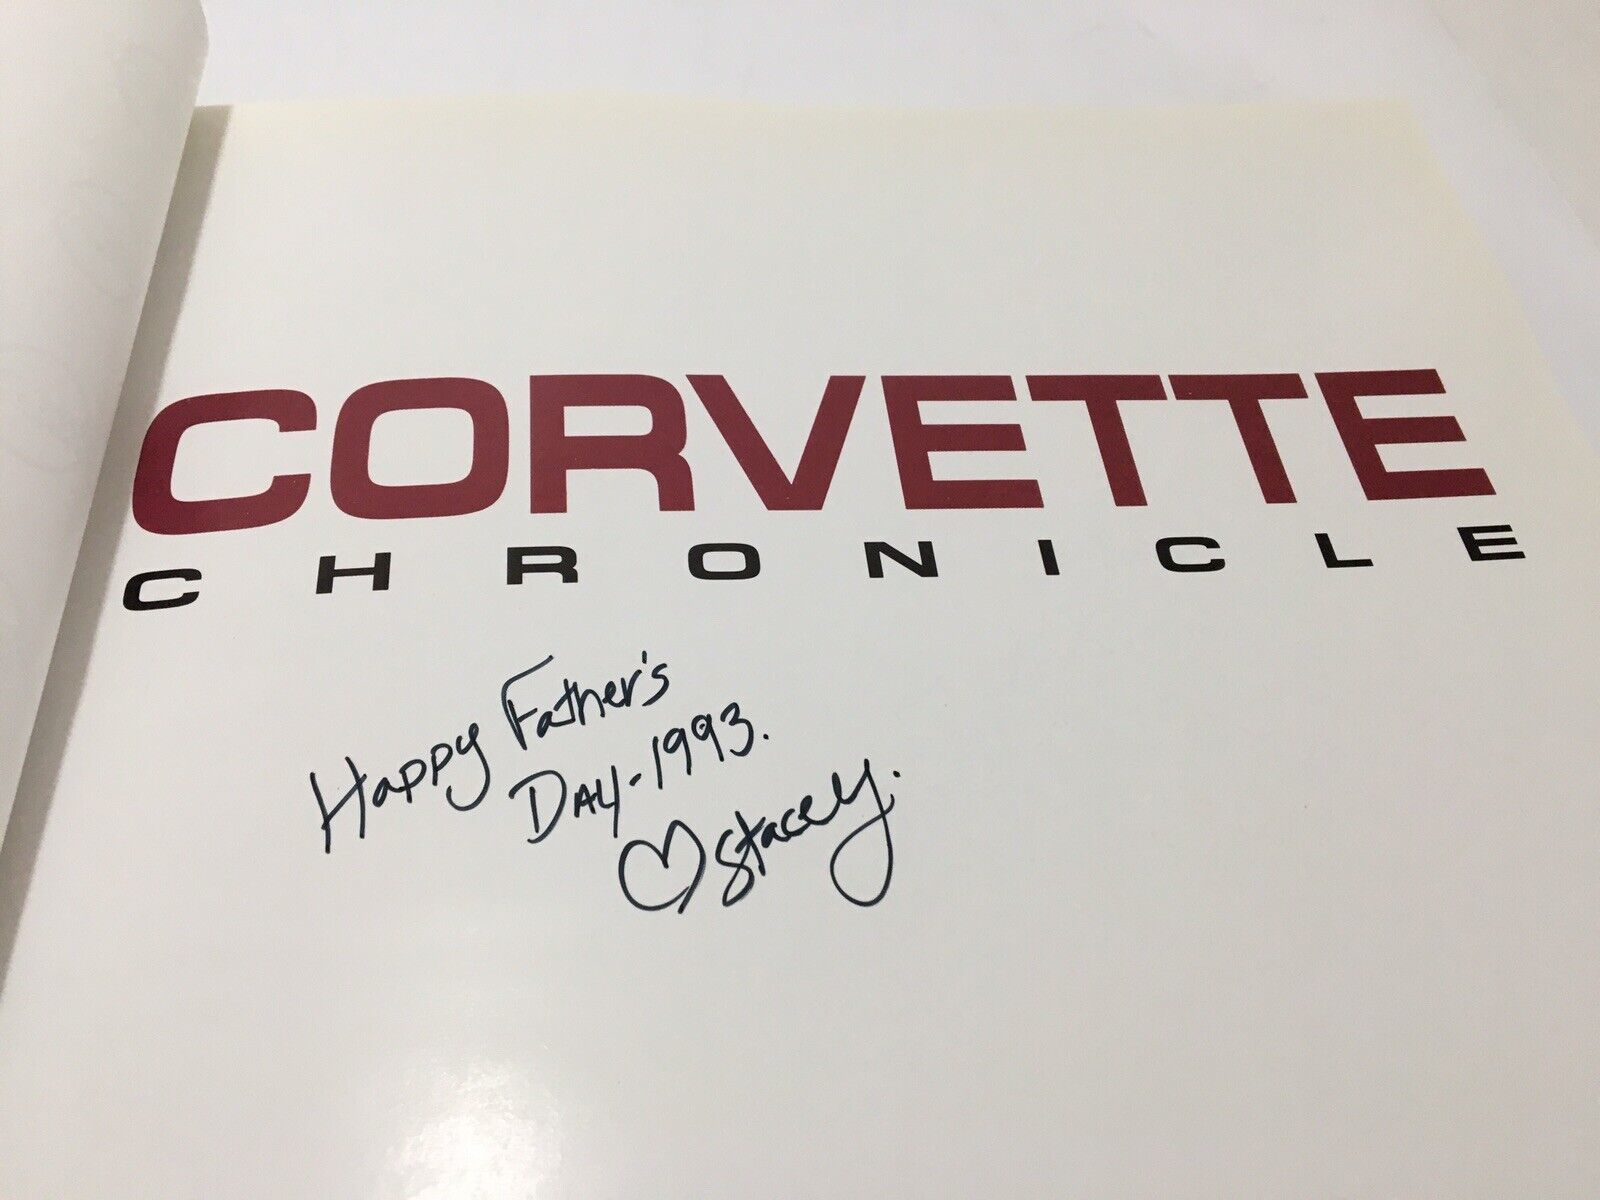 CORVETTE
CHRONICLE
Happy Father's
DAY-1993.
♡ Stacey.